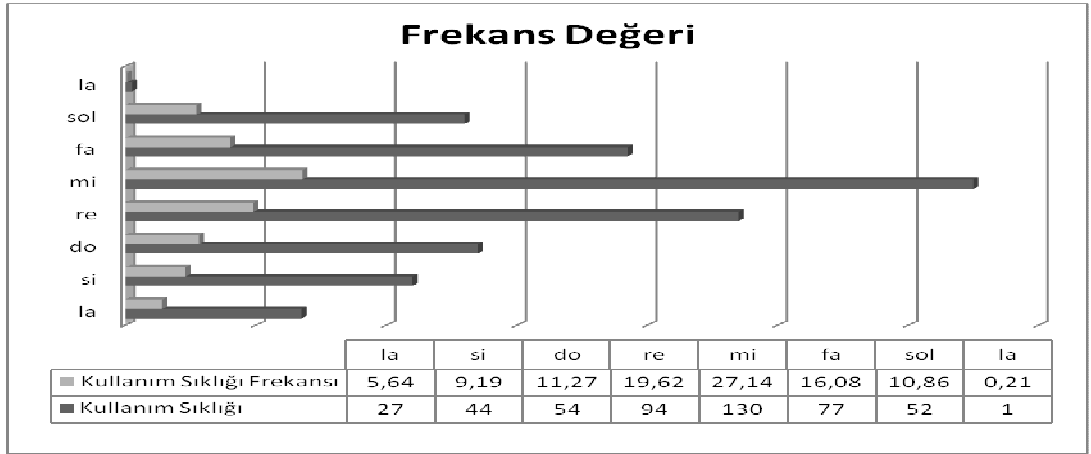 Frekans Değeri
la
sol
fa
mi
re
do
si
la
la si do re mi fa sol la
Kullanım Sıklığı Frekansı 5,64 9,19 11,27 19,62 27,14 16,08 10,86 0,21
Kullanım Sıklığı 27 44 54 94 130 77 52 1